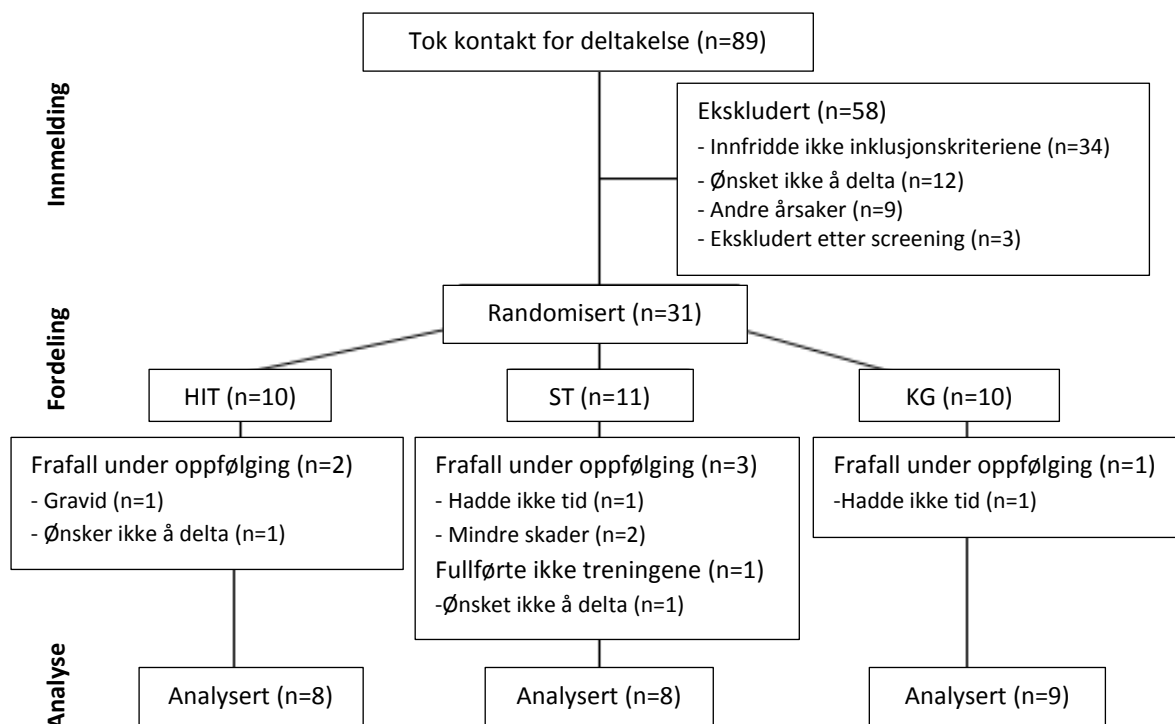 Tok kontakt for deltakelse (n=89)
Innmelding
Ekskludert (n=58)
- Innfridde ikke inklusjonskriteriene (n=34)
- Ønsket ikke å delta (n=12)
- Andre årsaker (n=9)
- Ekskludert etter screening (n=3)
Fordeling
Randomisert (n=31)
HIT (n=10)
ST (n=11)
KG (n=10)
Frafall under oppfølging (n=2)
- Gravid (n=1)
- Ønsker ikke å delta (n=1)
Frafall under oppfølging (n=3)
- Hadde ikke tid (n=1)
- Mindre skader (n=2)
Fullførte ikke treningene (n=1)
-Ønsket ikke å delta (n=1)
Frafall under oppfølging (n=1)
-Hadde ikke tid (n=1)
Analyse
Analysert (n=8)
Analysert (n=8)
Analysert (n=9)